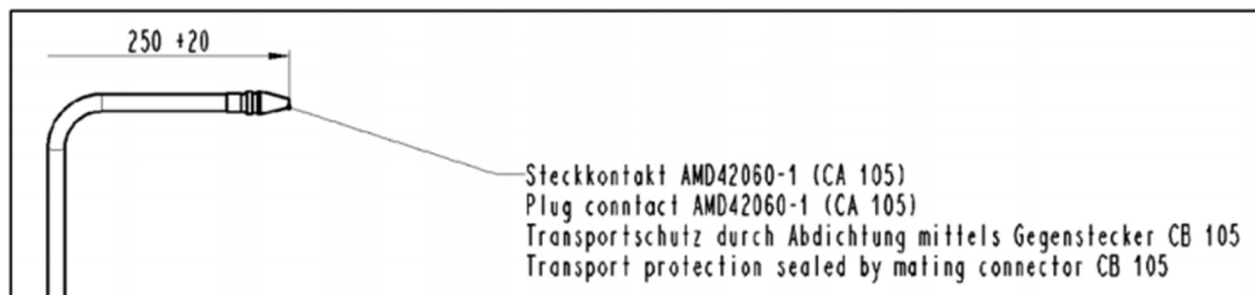 250 +20
Steckkontakt AMD42060-1 (CA 105)
Plug conntact AMD42060-1 (CA 105)
Transportschutz durch Abdichtung mittels Gegenstecker CB 105
Transport protection sealed by mating connector CB 105